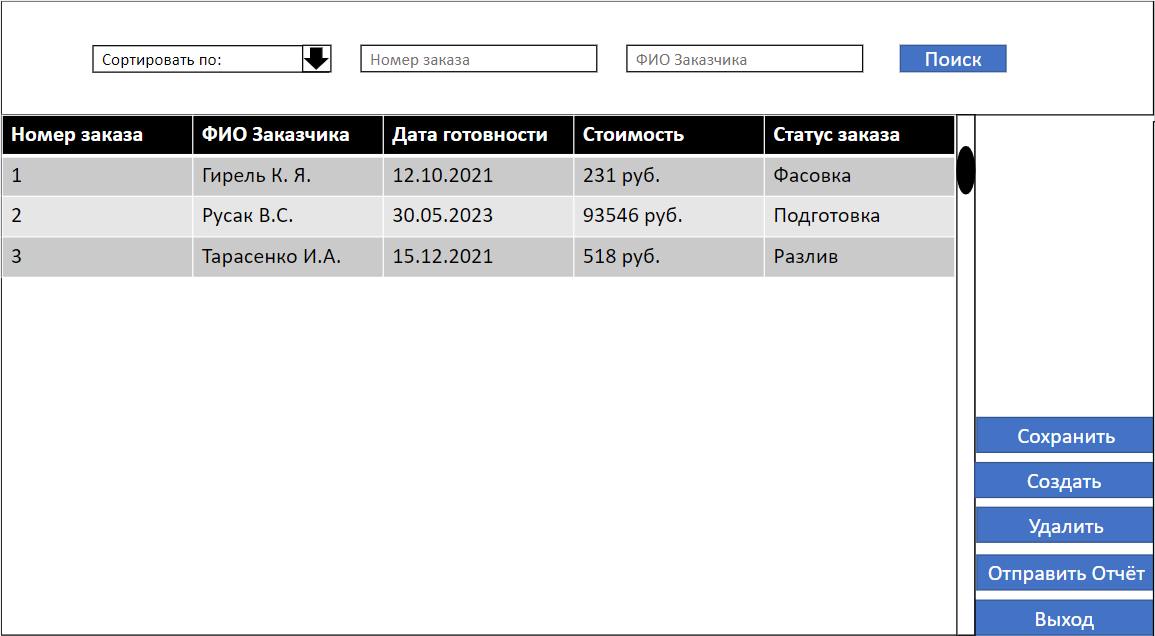 Сортировать по: Номер заказа ФИО Заказчика Поиск
Номер заказа ФИО Заказчика Дата готовности Стоимость Статус заказа
1 Гирель К. Я. 12.10.2021 231 руб. Фасовка
2 Русак В.С. 30.05.2023 93546 руб. Подготовка
3 Тарасенко И.А. 15.12.2021 518 руб. Разлив
Сохранить
Создать
Удалить
Отправить Отчёт
Выход